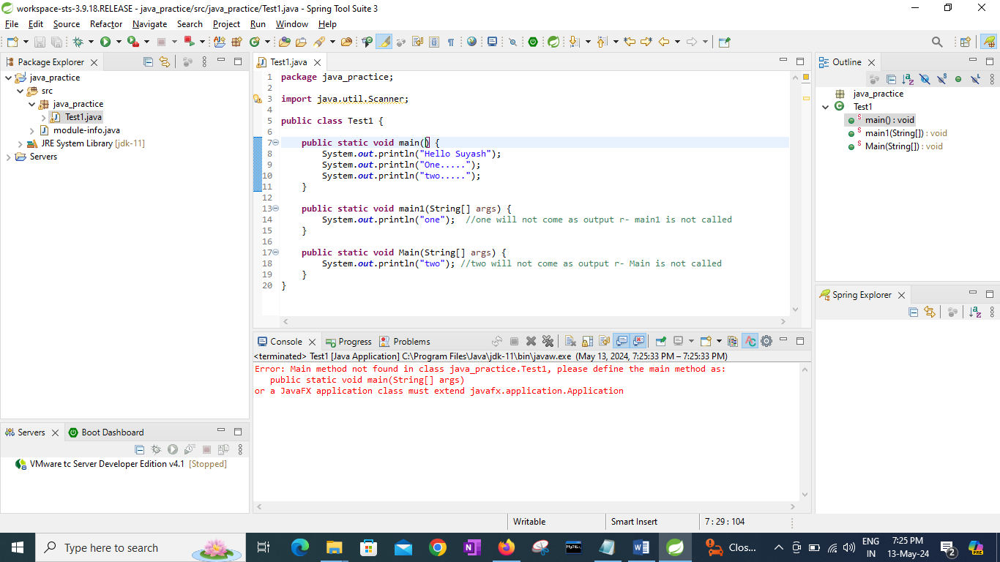 workspace-sts-3.9.18.RELEASE - java_practice/src/java_practice/Test1.java - Spring Tool Suite 3
File Edit Source Refactor Navigate Search Project Run Window Help
Package Explorer
java_practice
src
java_practice
Test1.java
module-info.java
JRE System Library [jdk-11]
Servers
Test1.java
1 package java_practice;
2
3 import java.util.Scanner;
4
5 public class Test1 {
6
7 public static void main() {
8 System.out.println("Hello Suyash");
9 System.out.println("One.....");
10 System.out.println("two.....");
11 }
12
13 public static void main1(String[] args) {
14 System.out.println("one"); //one will not come as output r- main1 is not called
15 }
16
17 public static void Main(String[] args) {
18 System.out.println("two"); //two will not come as output r- Main is not called
19 }
20 }
Outline
java_practice
Test1
main() : void
main1(String[]) : void
Main(String[]) : void
Spring Explorer
Console Progress Problems
<terminated> Test1 [Java Application] C:\Program Files\Java\jdk-11\bin\javaw.exe (May 13, 2024, 7:25:33 PM – 7:25:33 PM)
Error: Main method not found in class java_practice.Test1, please define the main method as:
public static void main(String[] args)
or a JavaFX application class must extend javafx.application.Application
Servers Boot Dashboard
VMware tc Server Developer Edition v4.1 [Stopped]
Writable Smart Insert 7 : 29 : 104
Type here to search
Clos...
ENG
IN
7:25 PM
13-May-24
2
PRE